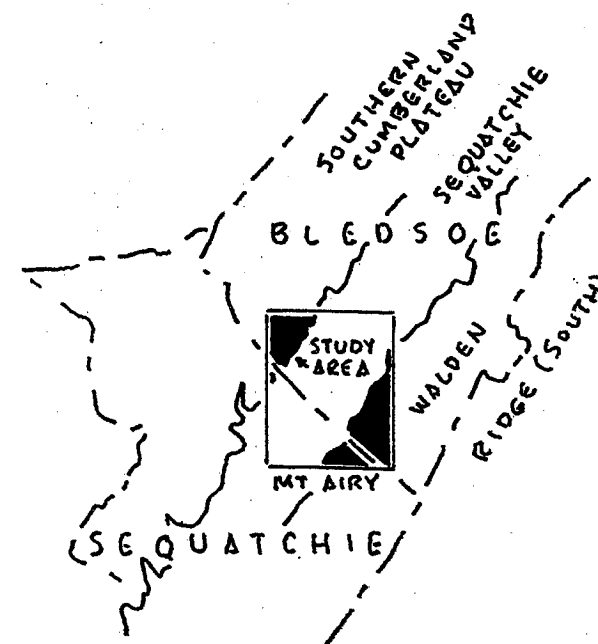 SOUTHERN
CUMBERLAND
PLATEAU
SEQUATCHIE
VALLEY
BLEDSOE
STUDY
AREA
WALDEN
RIDGE (SOUTH)
MT AIRY
SEQUATCHIE